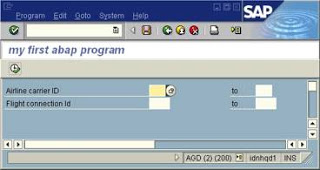 Program Edit Goto System Help
SAP
my first abap program
Airline carrier ID to
Flight connection Id to
AGD (2) (200) idnhqd1 INS